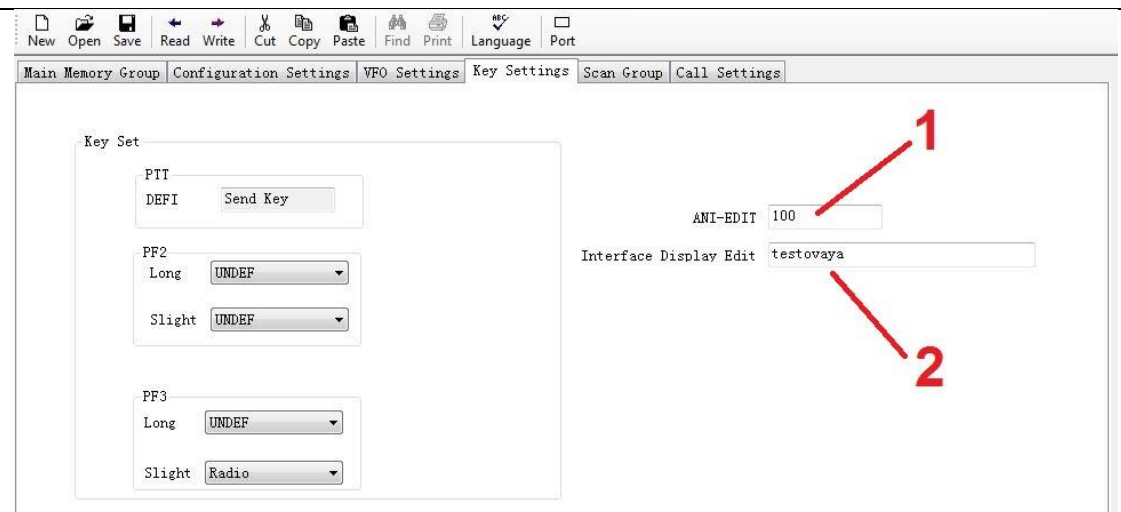 New Open Save Read Write Cut Copy Paste Find Print Language Port
Main Memory Group Configuration Settings VFO Settings Key Settings Scan Group Call Settings
Key Set
PTT
DEFI Send Key
PF2
Long UNDEF
Slight UNDEF
PF3
Long UNDEF
Slight Radio
1
ANI-EDIT 100
Interface Display Edit testovaya
2